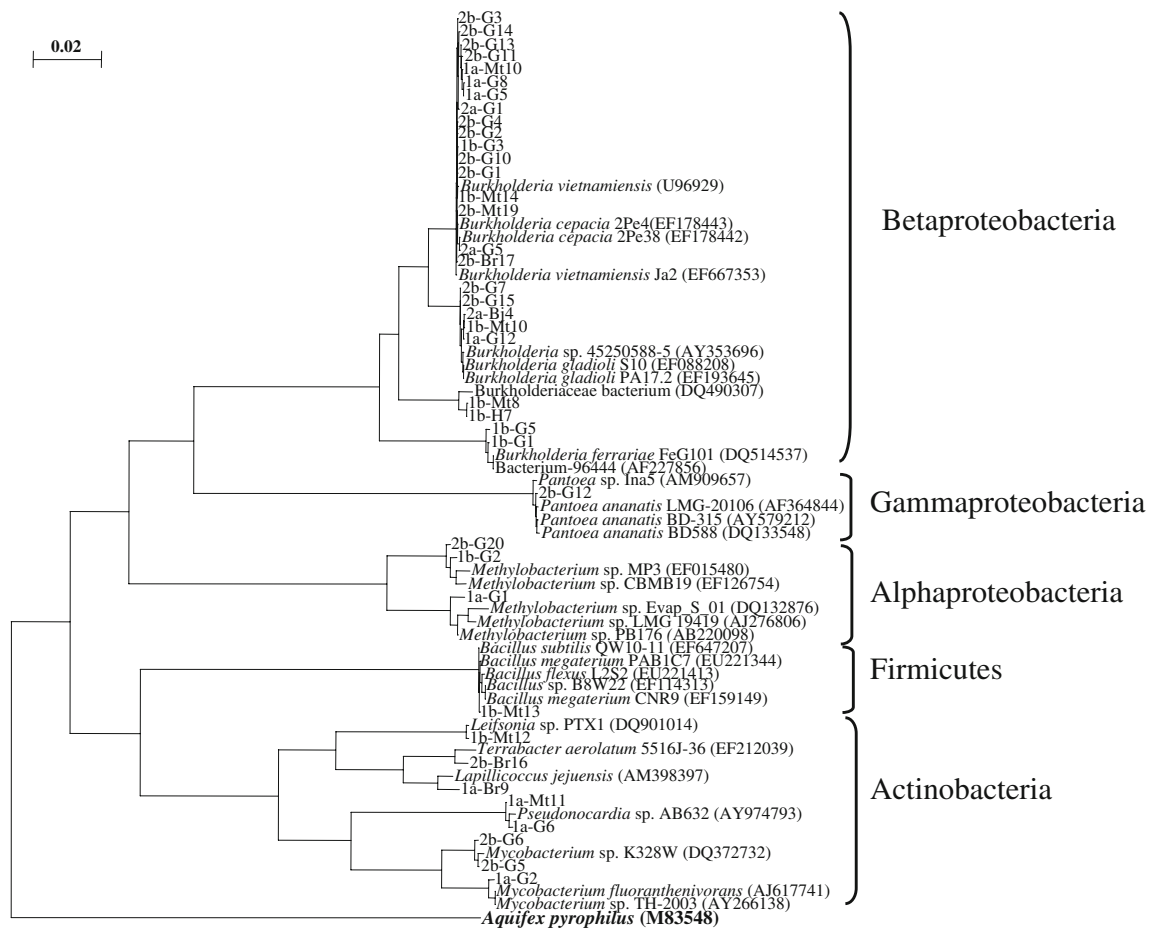 0.02
2b-G3
2b-G14
2b-G13
2b-G11
1a-Mt10
1a-G8
1a-G5
2a-G1
2b-G4
2b-G2
1b-G3
2b-G10
2b-G1
Burkholderia vietnamiensis (U96929)
1b-Mt14
2b-Mt19
Burkholderia cepacia 2Pe4(EF178443)
Burkholderia cepacia 2Pe38 (EF178442)
2a-G5
2b-Br17
Burkholderia vietnamiensis Ja2 (EF667353)
2b-G7
2b-G15
2a-Bj4
1b-Mt10
1a-G12
Burkholderia sp. 45250588-5 (AY353696)
Burkholderia gladioli S10 (EF088208)
Burkholderia gladioli PA17.2 (EF193645)
Burkholderiaceae bacterium (DQ490307)
1b-Mt8
1b-H7
1b-G5
1b-G1
Burkholderia ferrariae FeG101 (DQ514537)
Bacterium-96444 (AF227856)
Betaproteobacteria
Pantoea sp. Ina5 (AM909657)
2b-G12
Pantoea ananatis LMG-20106 (AF364844)
Pantoea ananatis BD-315 (AY579212)
Pantoea ananatis BD588 (DQ133548)
Gammaproteobacteria
2b-G20
1b-G2
Methylobacterium sp. MP3 (EF015480)
Methylobacterium sp. CBMB19 (EF126754)
1a-G1
Methylobacterium sp. Evap_S_01 (DQ132876)
Methylobacterium sp. LMG 19419 (AJ276806)
Methylobacterium sp. PB176 (AB220098)
Alphaproteobacteria
Bacillus subtilis QW10-11 (EF647207)
Bacillus megaterium PAB1C7 (EU221344)
Bacillus flexus L2S2 (EU221413)
Bacillus sp. B8W22 (EF114313)
Bacillus megaterium CNR9 (EF159149)
1b-Mt13
Firmicutes
Leifsonia sp. PTX1 (DQ901014)
1b-Mt12
Terrabacter aerolatum 5516J-36 (EF212039)
2b-Br16
Lapillicoccus jejuensis (AM398397)
1a-Br9
1a-Mt11
Pseudonocardia sp. AB632 (AY974793)
1a-G6
2b-G6
Mycobacterium sp. K328W (DQ372732)
2b-G5
1a-G2
Mycobacterium fluoranthenivorans (AJ617741)
Mycobacterium sp. TH-2003 (AY266138)
Actinobacteria
Aquifex pyrophilus (M83548)